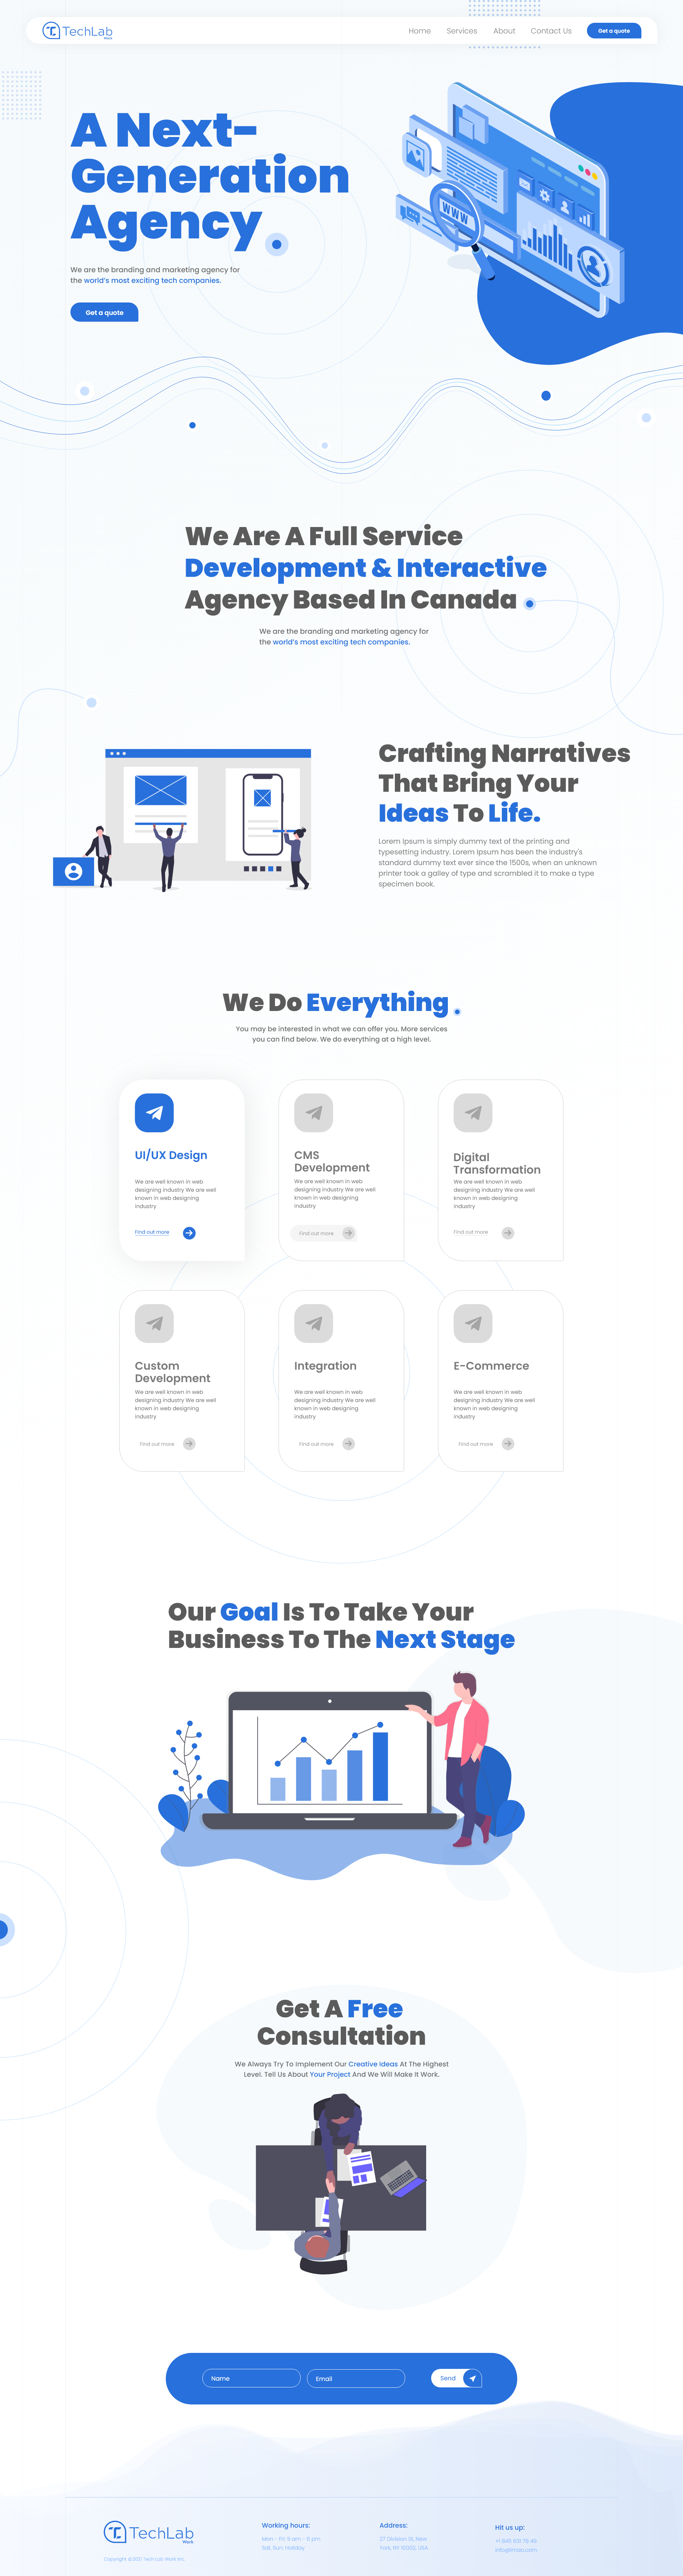 TechLab
Work
Home Services About Contact Us Get a quote
A Next-
Generation
Agency
WWW
We are the branding and marketing agency for
the world's most exciting tech companies.
Get a quote
We Are A Full Service
Development & Interactive
Agency Based In Canada
We are the branding and marketing agency for
the world's most exciting tech companies.
Crafting Narratives
That Bring Your
Ideas To Life.
Lorem Ipsum is simply dummy text of the printing and
typesetting industry. Lorem Ipsum has been the industry's
standard dummy text ever since the 1500s, when an unknown
printer took a galley of type and scrambled it to make a type
specimen book.
We Do Everything
You may be interested in what we can offer you. More services
you can find below. We do everything at a high level.
UI/UX Design
We are well known in web
designing industry We are well
known in web designing
industry
Find out more
CMS
Development
We are well known in web
designing industry We are well
known in web designing
industry
Find out more
Digital
Transformation
We are well known in web
designing industry We are well
known in web designing
industry
Find out more
Custom
Development
We are well known in web
designing industry We are well
known in web designing
industry
Find out more
Integration
We are well known in web
designing industry We are well
known in web designing
industry
Find out more
E-Commerce
We are well known in web
designing industry We are well
known in web designing
industry
Find out more
Our Goal Is To Take Your
Business To The Next Stage
Get A Free
Consultation
We Always Try To Implement Our Creative Ideas At The Highest
Level. Tell Us About Your Project And We Will Make It Work.
Name Email Send
TechLab
Work
Copyright ©2021 Tech Lab Work Inc.
Working hours:
Mon - Fri: 9 am - 6 pm
Sat, Sun: Holiday
Address:
27 Division St, New
York, NY 10002, USA
Hit us up: